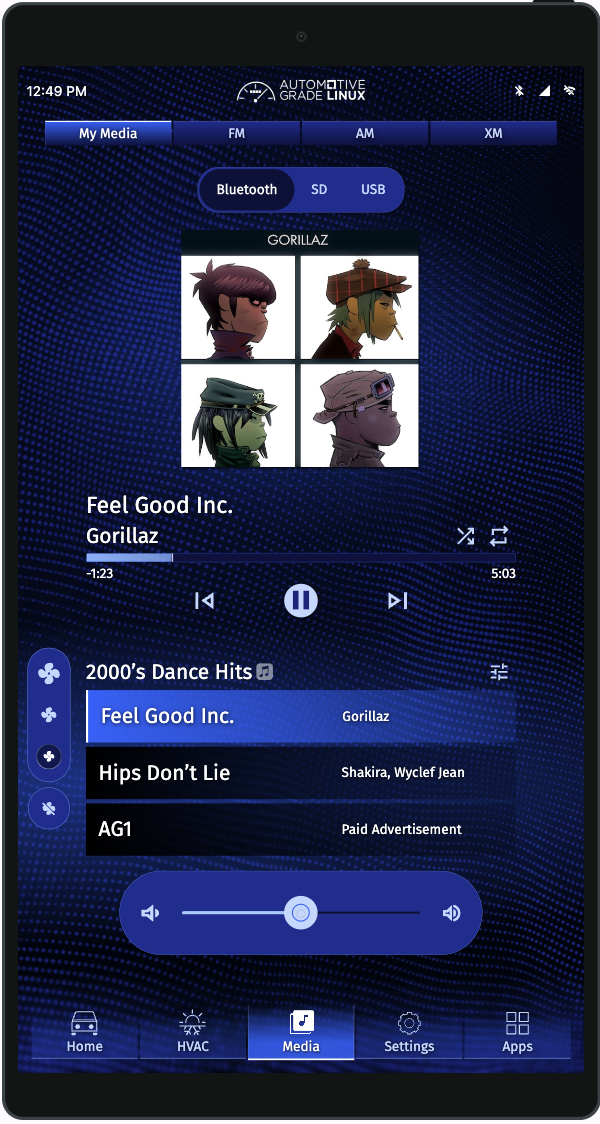 12:49 PM
AUTOMOTIVE
GRADE LINUX
My Media FM AM XM
Bluetooth SD USB
GORILLAZ
Feel Good Inc.
Gorillaz
-1:23 5:03
2000’s Dance Hits
Feel Good Inc. Gorillaz
Hips Don’t Lie Shakira, Wyclef Jean
AG1 Paid Advertisement
Home HVAC Media Settings Apps